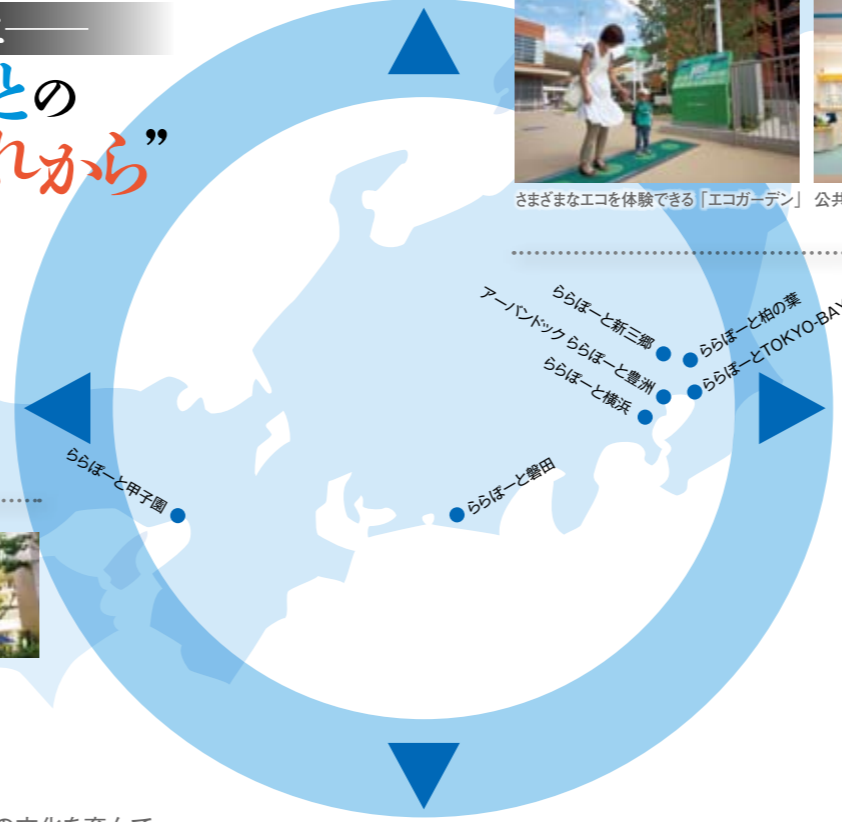 との
れから”
さまざまなエコを体験できる「エコガーデン」 公共
ららぽーと新三郷
ららぽーと柏の葉
アーバンドック ららぽーと豊洲
ららぽーとTOKYO-BAY
ららぽーと横浜
ららぽーと甲子園
ららぽーと磐田